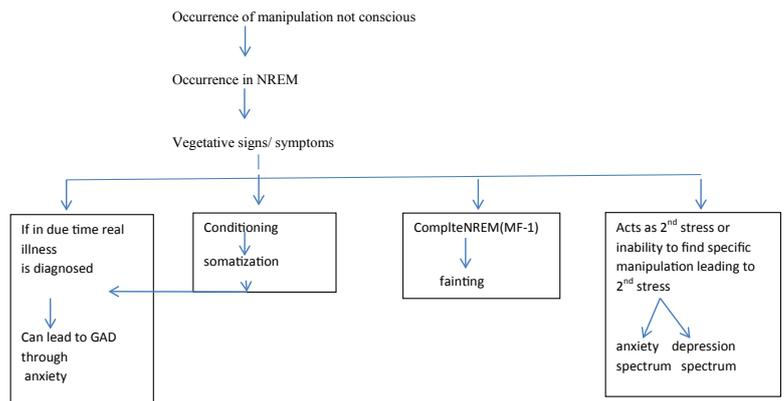 Occurrence of manipulation not conscious
Occurrence in NREM
Vegetative signs/ symptoms
If in due time real
illness
is diagnosed
Can lead to GAD
through
anxiety
Conditioning
somatization
ComplteNREM(MF-1)
fainting
Acts as 2nd stress or
inability to find specific
manipulation leading to
2nd stress
anxiety depression
spectrum spectrum